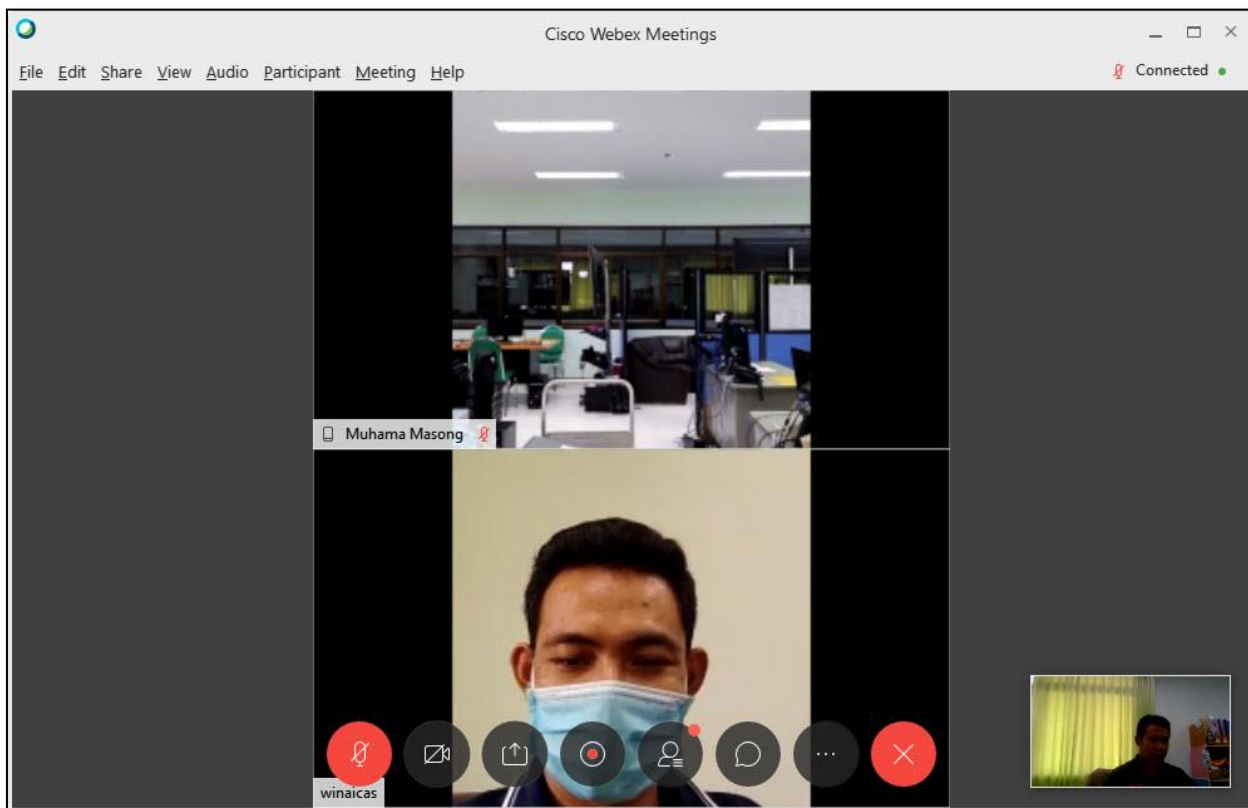 Cisco Webex Meetings
File Edit Share View Audio Participant Meeting Help
Connected
Muhama Masong
winaicas